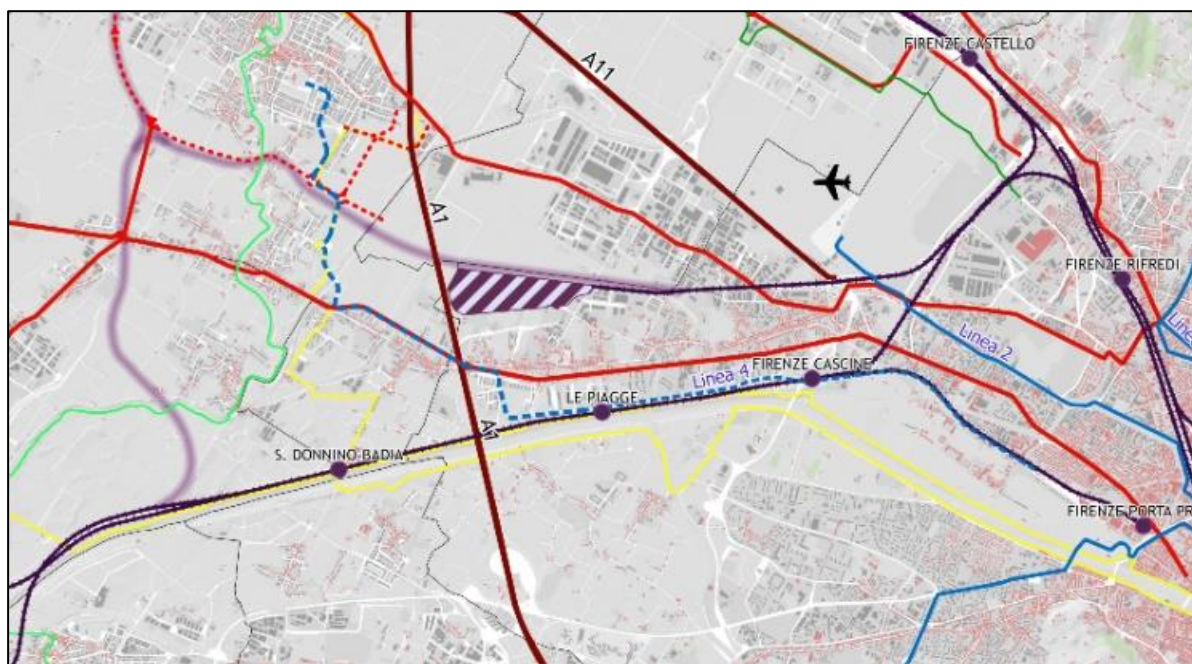 FIRENZE CASTELLO
A11
A1
FIRENZE RIFREDI
Linea 2
Linea
FIRENZE CASCINE
Linea 4
LE PIAGGE
A1
S. DONNINO BADIA
FIRENZE PORTA PR